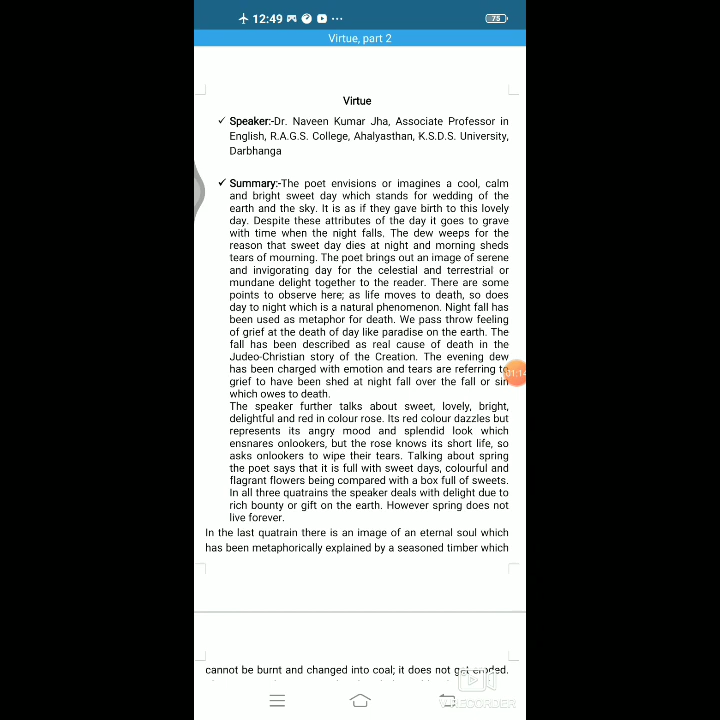 12:49
75
Virtue, part 2
Virtue
✓ Speaker:-Dr. Naveen Kumar Jha, Associate Professor in
English, R.A.G.S. College, Ahalyasthan, K.S.D.S. University,
Darbhanga
✓ Summary:-The poet envisions or imagines a cool, calm
and bright sweet day which stands for wedding of the
earth and the sky. It is as if they gave birth to this lovely
day. Despite these attributes of the day it goes to grave
with time when the night falls. The dew weeps for the
reason that sweet day dies at night and morning sheds
tears of mourning. The poet brings out an image of serene
and invigorating day for the celestial and terrestrial or
mundane delight together to the reader. There are some
points to observe here; as life moves to death, so does
day to night which is a natural phenomenon. Night fall has
been used as metaphor for death. We pass throw feeling
of grief at the death of day like paradise on the earth. The
fall has been described as real cause of death in the
Judeo-Christian story of the Creation. The evening dew
has been charged with emotion and tears are referring to
grief to have been shed at night fall over the fall or sin
01:14
which owes to death.
The speaker further talks about sweet, lovely, bright,
delightful and red in colour rose. Its red colour dazzles but
represents its angry mood and splendid look which
ensnares onlookers, but the rose knows its short life, so
asks onlookers to wipe their tears. Talking about spring
the poet says that it is full with sweet days, colourful and
flagrant flowers being compared with a box full of sweets.
In all three quatrains the speaker deals with delight due to
rich bounty or gift on the earth. However spring does not
live forever.
In the last quatrain there is an image of an eternal soul which
has been metaphorically explained by a seasoned timber which
cannot be burnt and changed into coal; it does not get eroded.
RECORDER